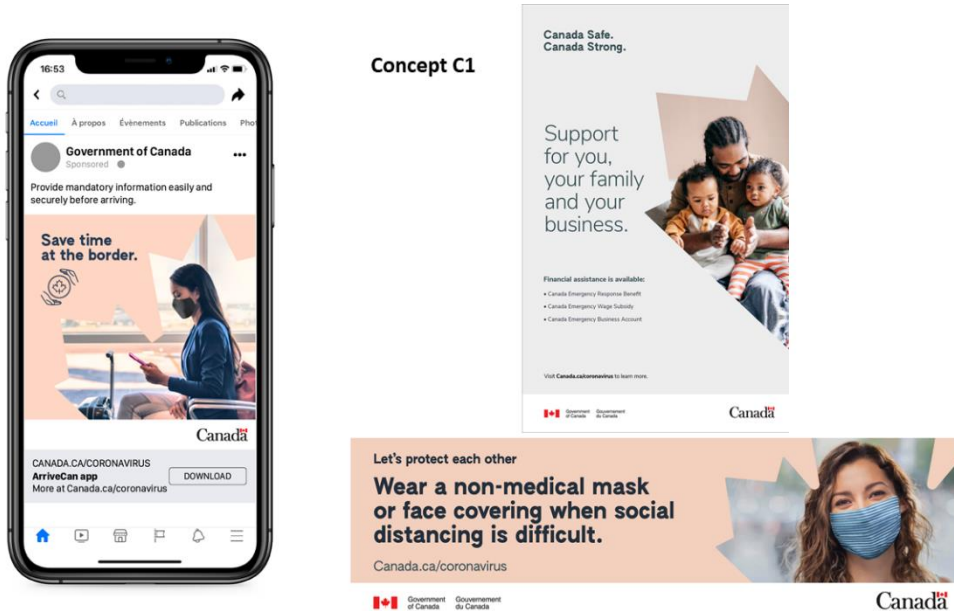 16:53
Accueil À propos Évènements Publications Pho
Government of Canada
Sponsored
Provide mandatory information easily and
securely before arriving.
Save time
at the border.
Canada
CANADA.CA/CORONAVIRUS
ArriveCan app
More at Canada.ca/coronavirus
DOWNLOAD
Concept C1
Canada Safe.
Canada Strong.
Support
for you,
your family
and your
business.
Financial assistance is available:
• Canada Emergency Response Benefit
• Canada Emergency Wage Subsidy
• Canada Emergency Business Account
Visit Canada.ca/coronavirus to learn more.
Government Gouvernement
of Canada du Canada
Canada
Let's protect each other
Wear a non-medical mask
or face covering when social
distancing is difficult.
Canada.ca/coronavirus
Government Gouvernement
of Canada du Canada
Canada